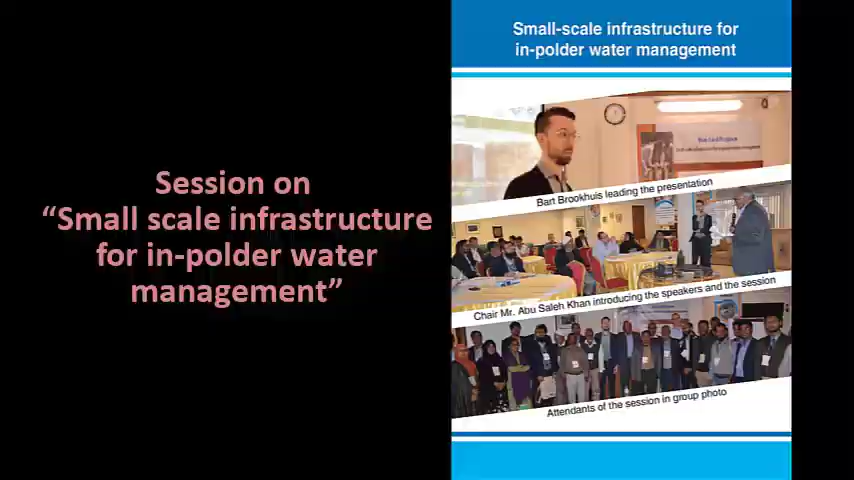 Session on
“Small scale infrastructure
for in-polder water
management”
Small-scale infrastructure for
in-polder water management
Bart Brookhuis leading the presentation
Chair Mr. Abu Saleh Khan introducing the speakers and the session
Attendants of the session in group photo